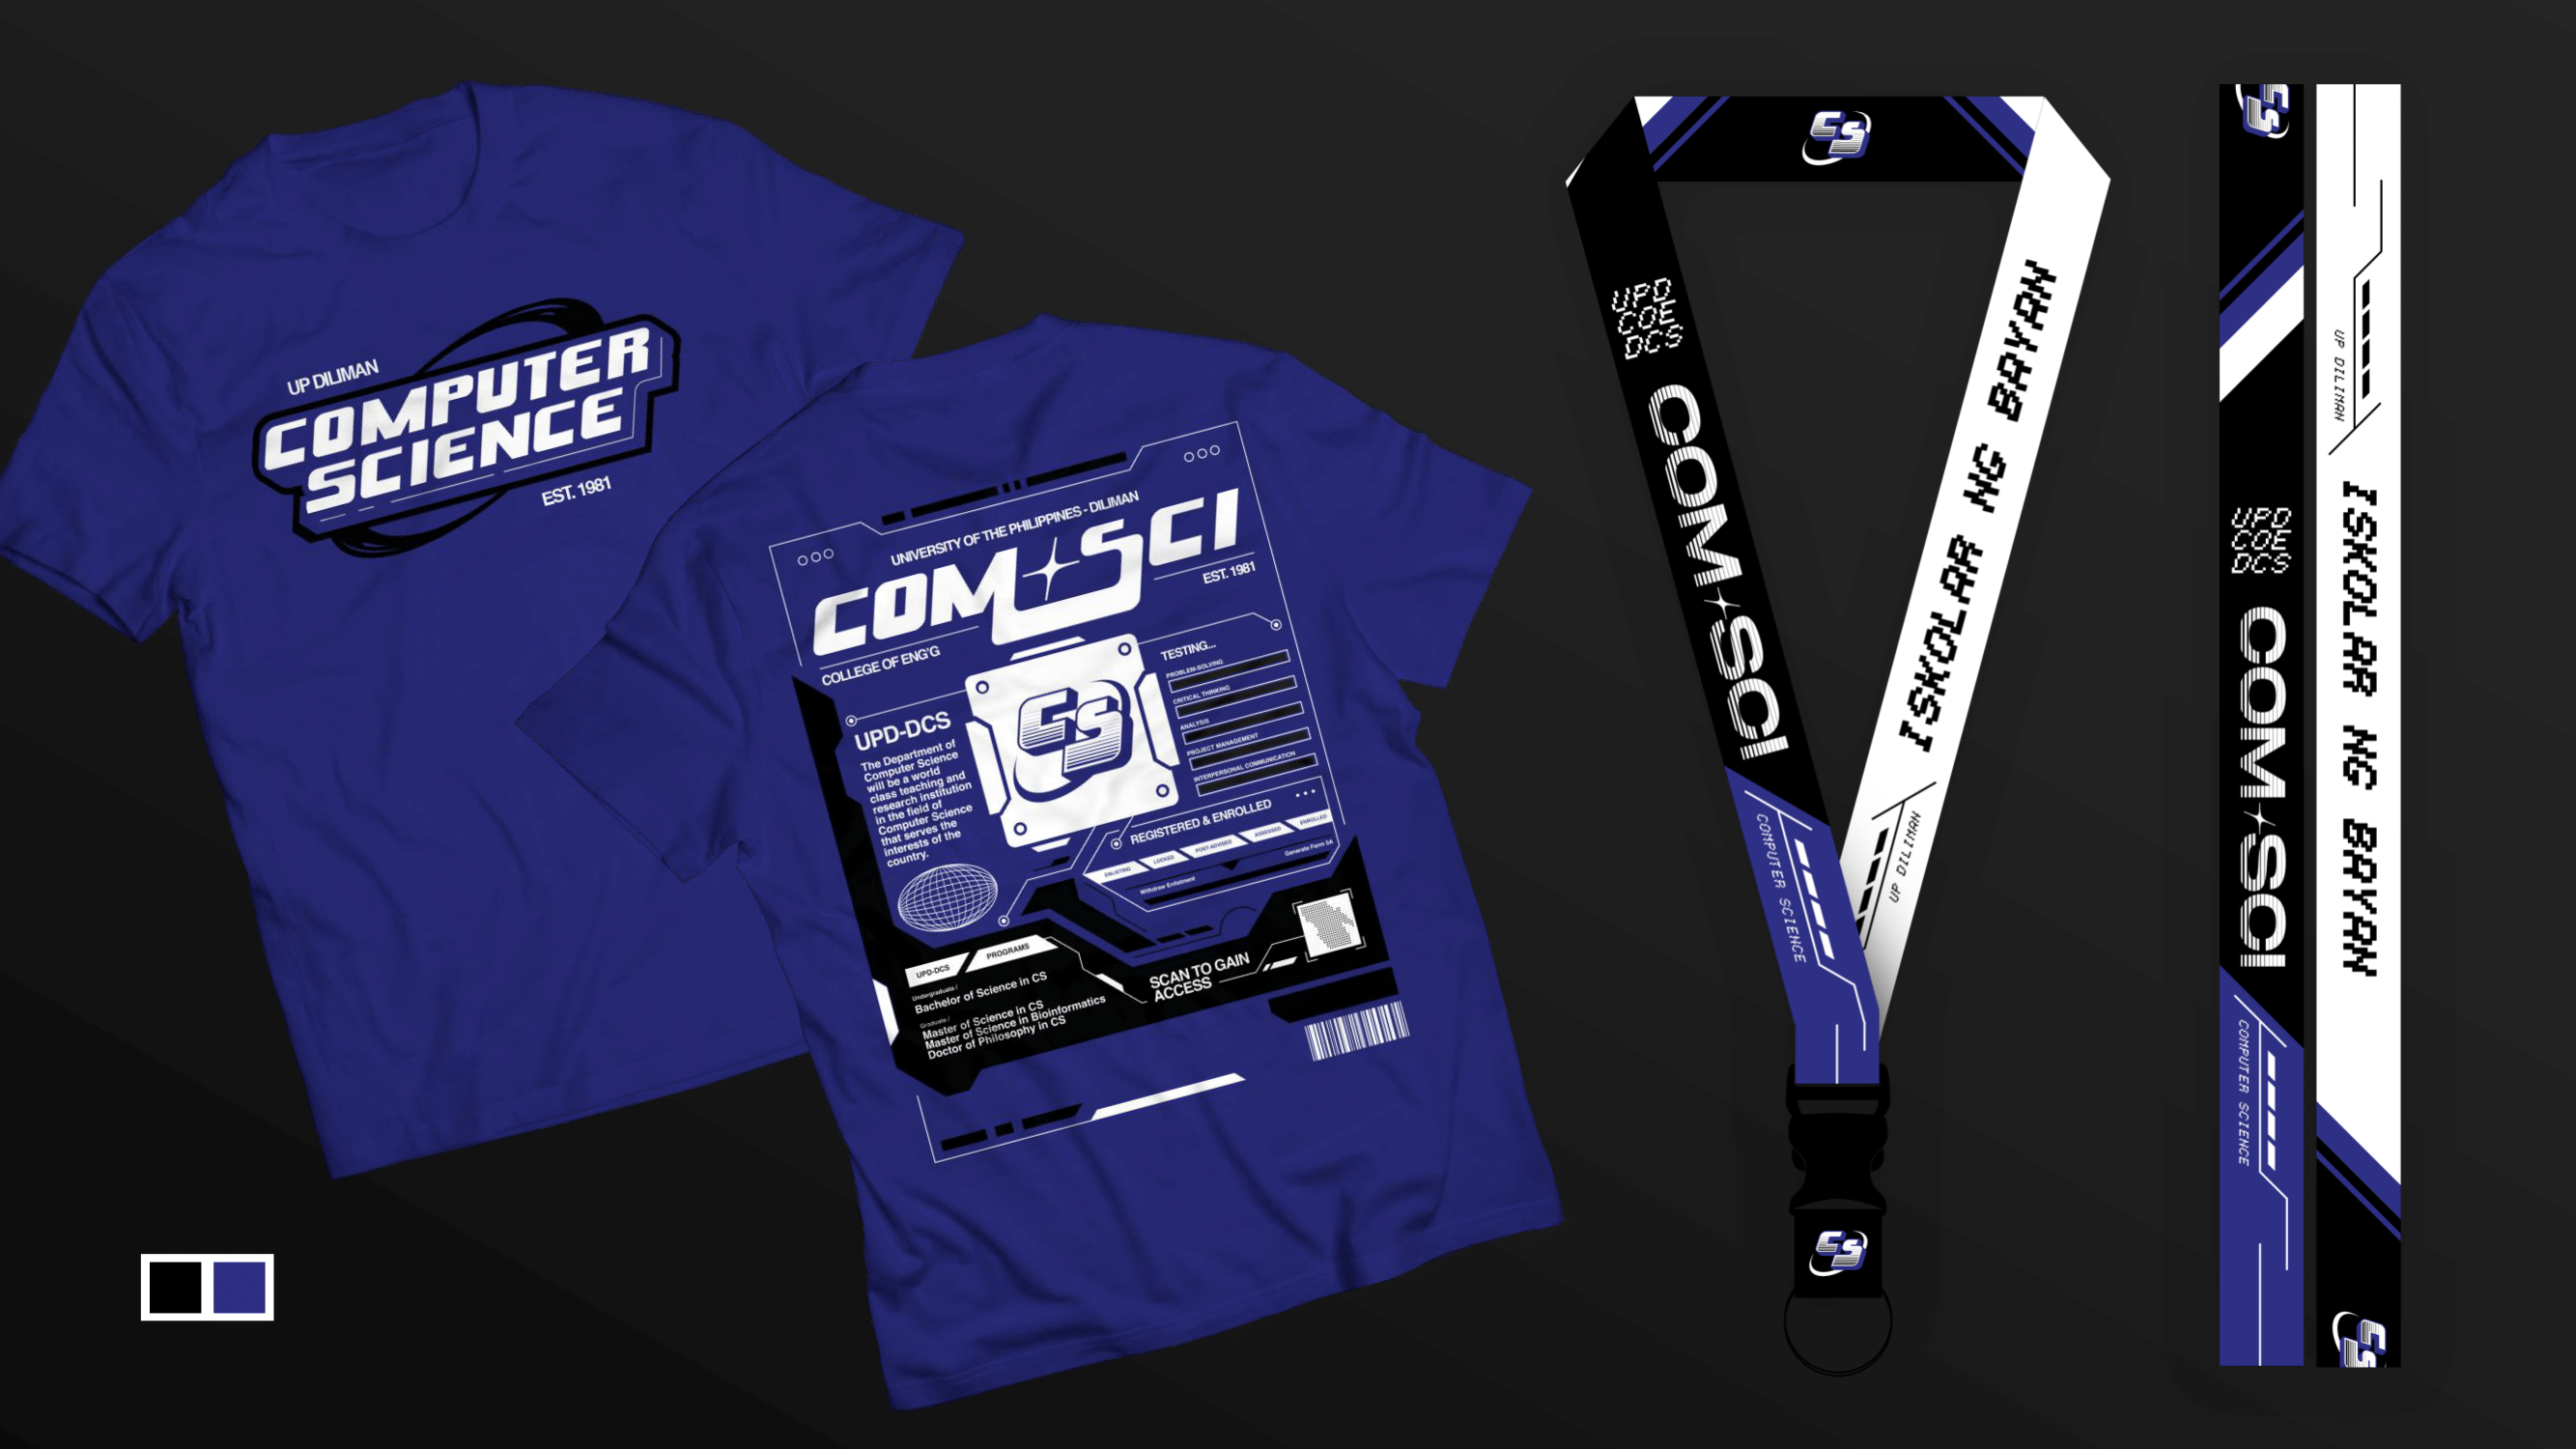 UP DILIMAN
COMPUTER
SCIENCE
EST. 1981
UNIVERSITY OF THE PHILIPPINES - DILIMAN
COM SCI
EST. 1981
COLLEGE OF ENG'G
UPD-DCS
The Department of
Computer Science
will be a world
class teaching and
research institution
in the field of
Computer Science
that serves the
interests of the
country.
CS
TESTING...
PROBLEM-SOLVING
CRITICAL THINKING
ANALYSIS
PROJECT MANAGEMENT
INTERPERSONAL COMMUNICATION
REGISTERED & ENROLLED
ENLISTING
LOCKED
POST-ADVISED
ASSESSED
ENROLLED
Generate Form 5A
Withdraw Enlistment
UPD-DCS
PROGRAMS
Undergraduate /
Bachelor of Science in CS
Graduate /
Master of Science in CS
Master of Science in Bioinformatics
Doctor of Philosophy in CS
SCAN TO GAIN
ACCESS
CS
UPD
COE
DCS
COM SCI
COMPUTER SCIENCE
ISKOLAR NG BAYAN
UP DILIMAN
CS
CS
UPD
COE
DCS
COM SCI
COMPUTER SCIENCE
UP DILIMAN
ISKOLAR NG BAYAN
CS